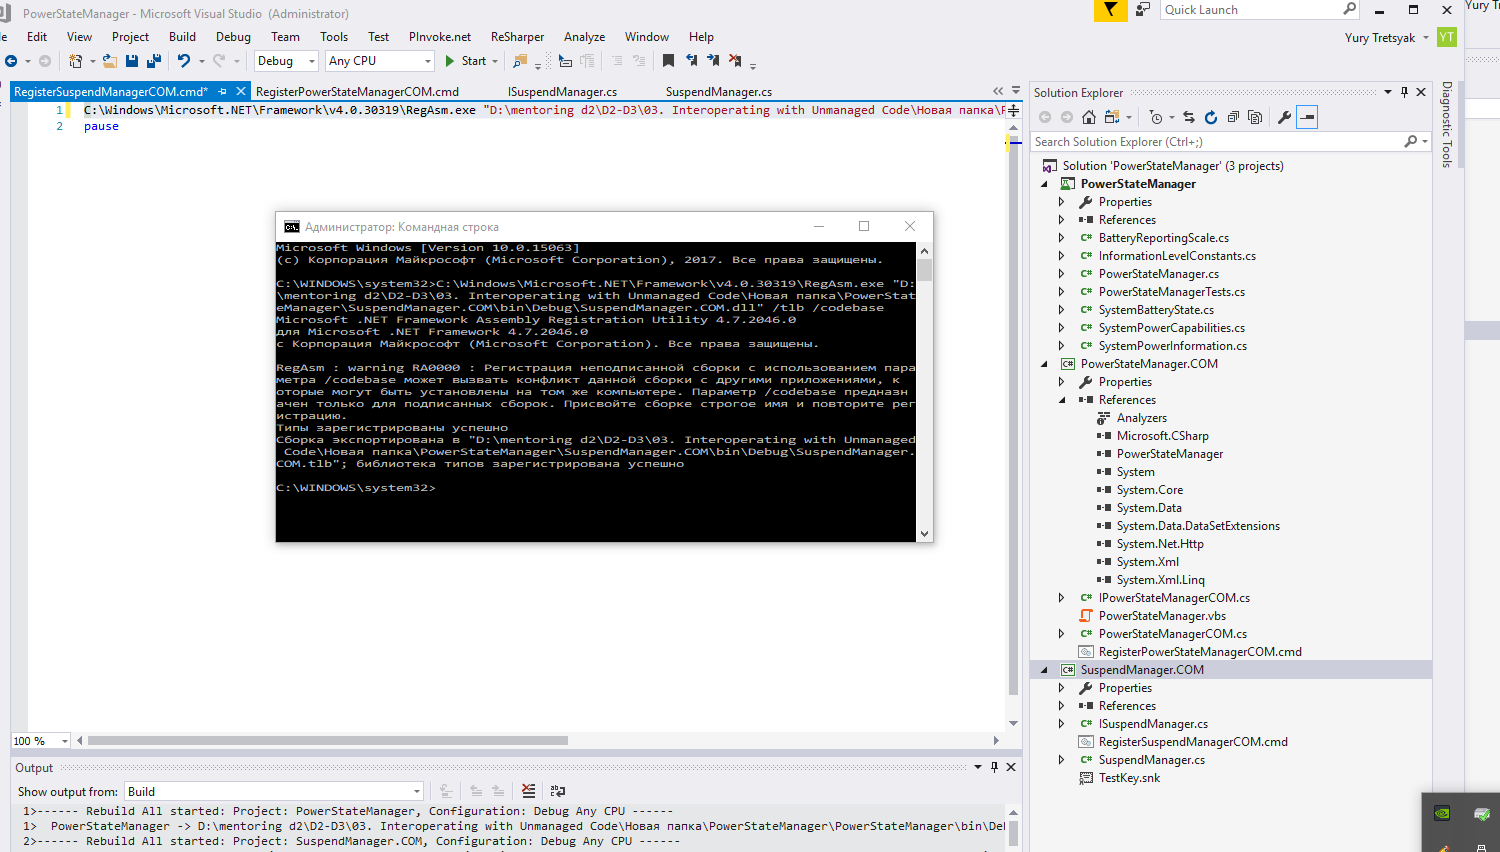 PowerStateManager - Microsoft Visual Studio (Administrator)
Quick Launch
Yury Tr
Edit View Project Build Debug Team Tools Test PInvoke.net ReSharper Analyze Window Help
Yury Tretsyak YT
Debug Any CPU Start
RegisterSuspendManagerCOM.cmd* RegisterPowerStateManagerCOM.cmd ISuspendManager.cs SuspendManager.cs
1 C:\Windows\Microsoft.NET\Framework\v4.0.30319\RegAsm.exe "D:\mentoring d2\D2-D3\03. Interoperating with Unmanaged Code\Новая папка\P
2 pause
Администратор: Командная строка
Microsoft Windows [Version 10.0.15063]
(c) Корпорация Майкрософт (Microsoft Corporation), 2017. Все права защищены.
C:\WINDOWS\system32>C:\Windows\Microsoft.NET\Framework\v4.0.30319\RegAsm.exe "D:
\mentoring d2\D2-D3\03. Interoperating with Unmanaged Code\Новая папка\PowerStat
eManager\SuspendManager.COM\bin\Debug\SuspendManager.COM.dll" /tlb /codebase
Microsoft .NET Framework Assembly Registration Utility 4.7.2046.0
для Microsoft .NET Framework 4.7.2046.0
с Корпорация Майкрософт (Microsoft Corporation). Все права защищены.
RegAsm : warning RA0000 : Регистрация неподписанной сборки с использованием пара
метра /codebase может вызвать конфликт данной сборки с другими приложениями, к
оторые могут быть установлены на том же компьютере. Параметр /codebase предназн
ачен только для подписанных сборок. Присвойте сборке строгое имя и повторите рег
истрацию.
Типы зарегистрированы успешно
Сборка экспортирована в "D:\mentoring d2\D2-D3\03. Interoperating with Unmanaged
Code\Новая папка\PowerStateManager\SuspendManager.COM\bin\Debug\SuspendManager.
COM.tlb"; библиотека типов зарегистрирована успешно
C:\WINDOWS\system32>
100 %
Output
Show output from: Build
1>------ Rebuild All started: Project: PowerStateManager, Configuration: Debug Any CPU ------
1> PowerStateManager -> D:\mentoring d2\D2-D3\03. Interoperating with Unmanaged Code\Новая папка\PowerStateManager\PowerStateManager\bin\De
2>------ Rebuild All started: Project: SuspendManager.COM, Configuration: Debug Any CPU ------
Solution Explorer
Search Solution Explorer (Ctrl+;)
Solution 'PowerStateManager' (3 projects)
PowerStateManager
Properties
References
BatteryReportingScale.cs
InformationLevelConstants.cs
PowerStateManager.cs
PowerStateManagerTests.cs
SystemBatteryState.cs
SystemPowerCapabilities.cs
SystemPowerInformation.cs
PowerStateManager.COM
Properties
References
Analyzers
Microsoft.CSharp
PowerStateManager
System
System.Core
System.Data
System.Data.DataSetExtensions
System.Net.Http
System.Xml
System.Xml.Linq
IPowerStateManagerCOM.cs
PowerStateManager.vbs
PowerStateManagerCOM.cs
RegisterPowerStateManagerCOM.cmd
SuspendManager.COM
Properties
References
ISuspendManager.cs
RegisterSuspendManagerCOM.cmd
SuspendManager.cs
TestKey.snk
Diagnostic Tools